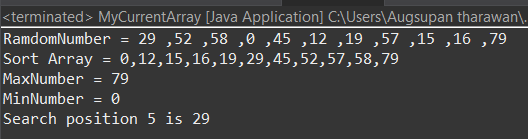 <terminated> MyCurrentArray [Java Application] C:\Users\Augsupan tharawan\.
RamdomNumber = 29 ,52 ,58 ,0 ,45 ,12 ,19 ,57 ,15 ,16 ,79
Sort Array = 0,12,15,16,19,29,45,52,57,58,79
MaxNumber = 79
MinNumber = 0
Search position 5 is 29